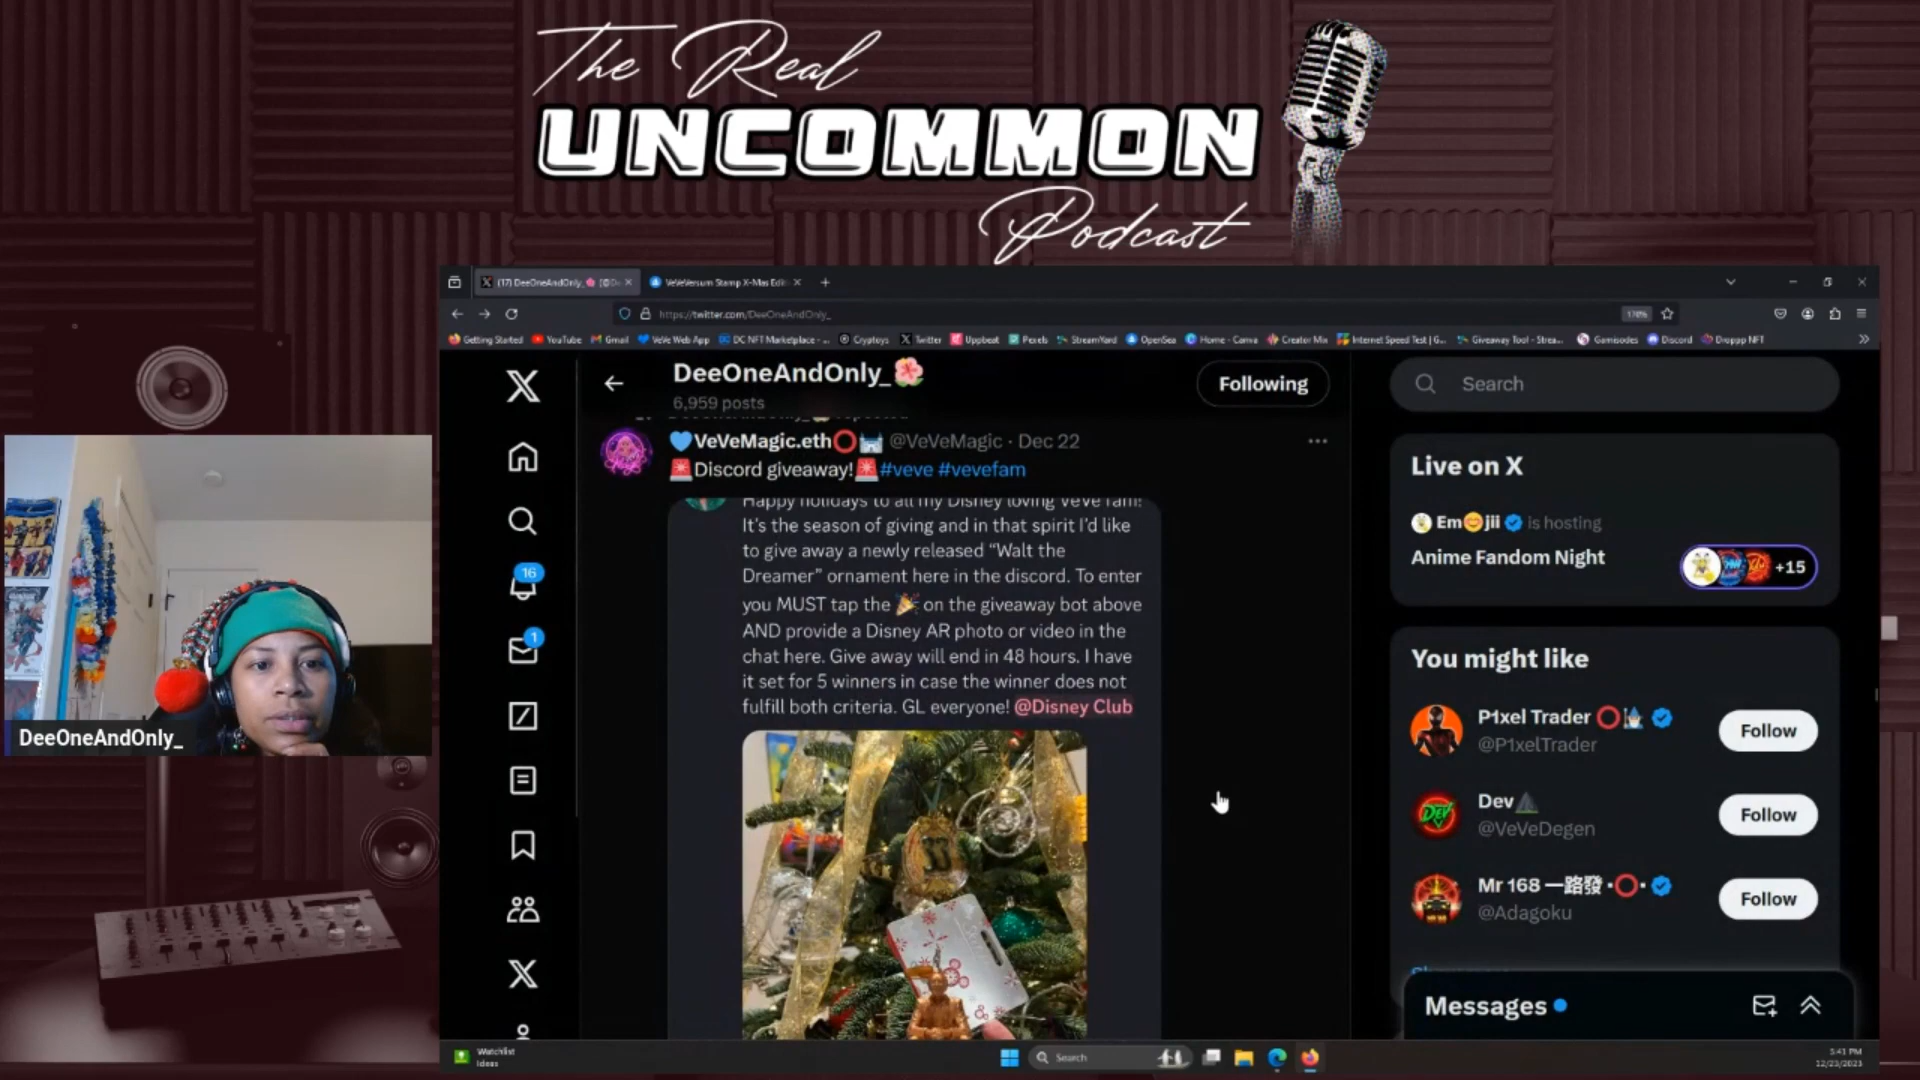 The Real
UNCOMMON
Podcast
(17) DeeOneAndOnly_
VeVeVersum Stamp X-Mas Edit
https://twitter.com/DeeOneAndOnly_
170%
Getting Started
YouTube
Gmail
VeVe Web App
DC NFT Marketplace - ...
Cryptoys
Twitter
Uppbeat
Pexels
StreamYard
OpenSea
Home - Canva
Creator Mix
Internet Speed Test | G...
Giveaway Tool - Strea...
Gamisodes
Discord
Droppp NFT
DeeOneAndOnly_🌺
6,959 posts
Following
💙VeVeMagic.eth⭕🏰 @VeVeMagic · Dec 22
🚨Discord giveaway!🚨#veve #vevefam
Happy holidays to all my Disney loving VeVe fam!
It's the season of giving and in that spirit I'd like
to give away a newly released “Walt the
Dreamer” ornament here in the discord. To enter
you MUST tap the 🎉 on the giveaway bot above
AND provide a Disney AR photo or video in the
chat here. Give away will end in 48 hours. I have
it set for 5 winners in case the winner does not
fulfill both criteria. GL everyone! @Disney Club
16
1
Search
Live on X
Em😊jii is hosting
Anime Fandom Night
+15
You might like
P1xel Trader
@P1xelTrader
Follow
Dev
@VeVeDegen
Follow
Mr 168 一路發 ·⭕·
@Adagoku
Follow
Messages
DeeOneAndOnly_
Watchlist
Ideas
Search
5:41 PM
12/23/2023